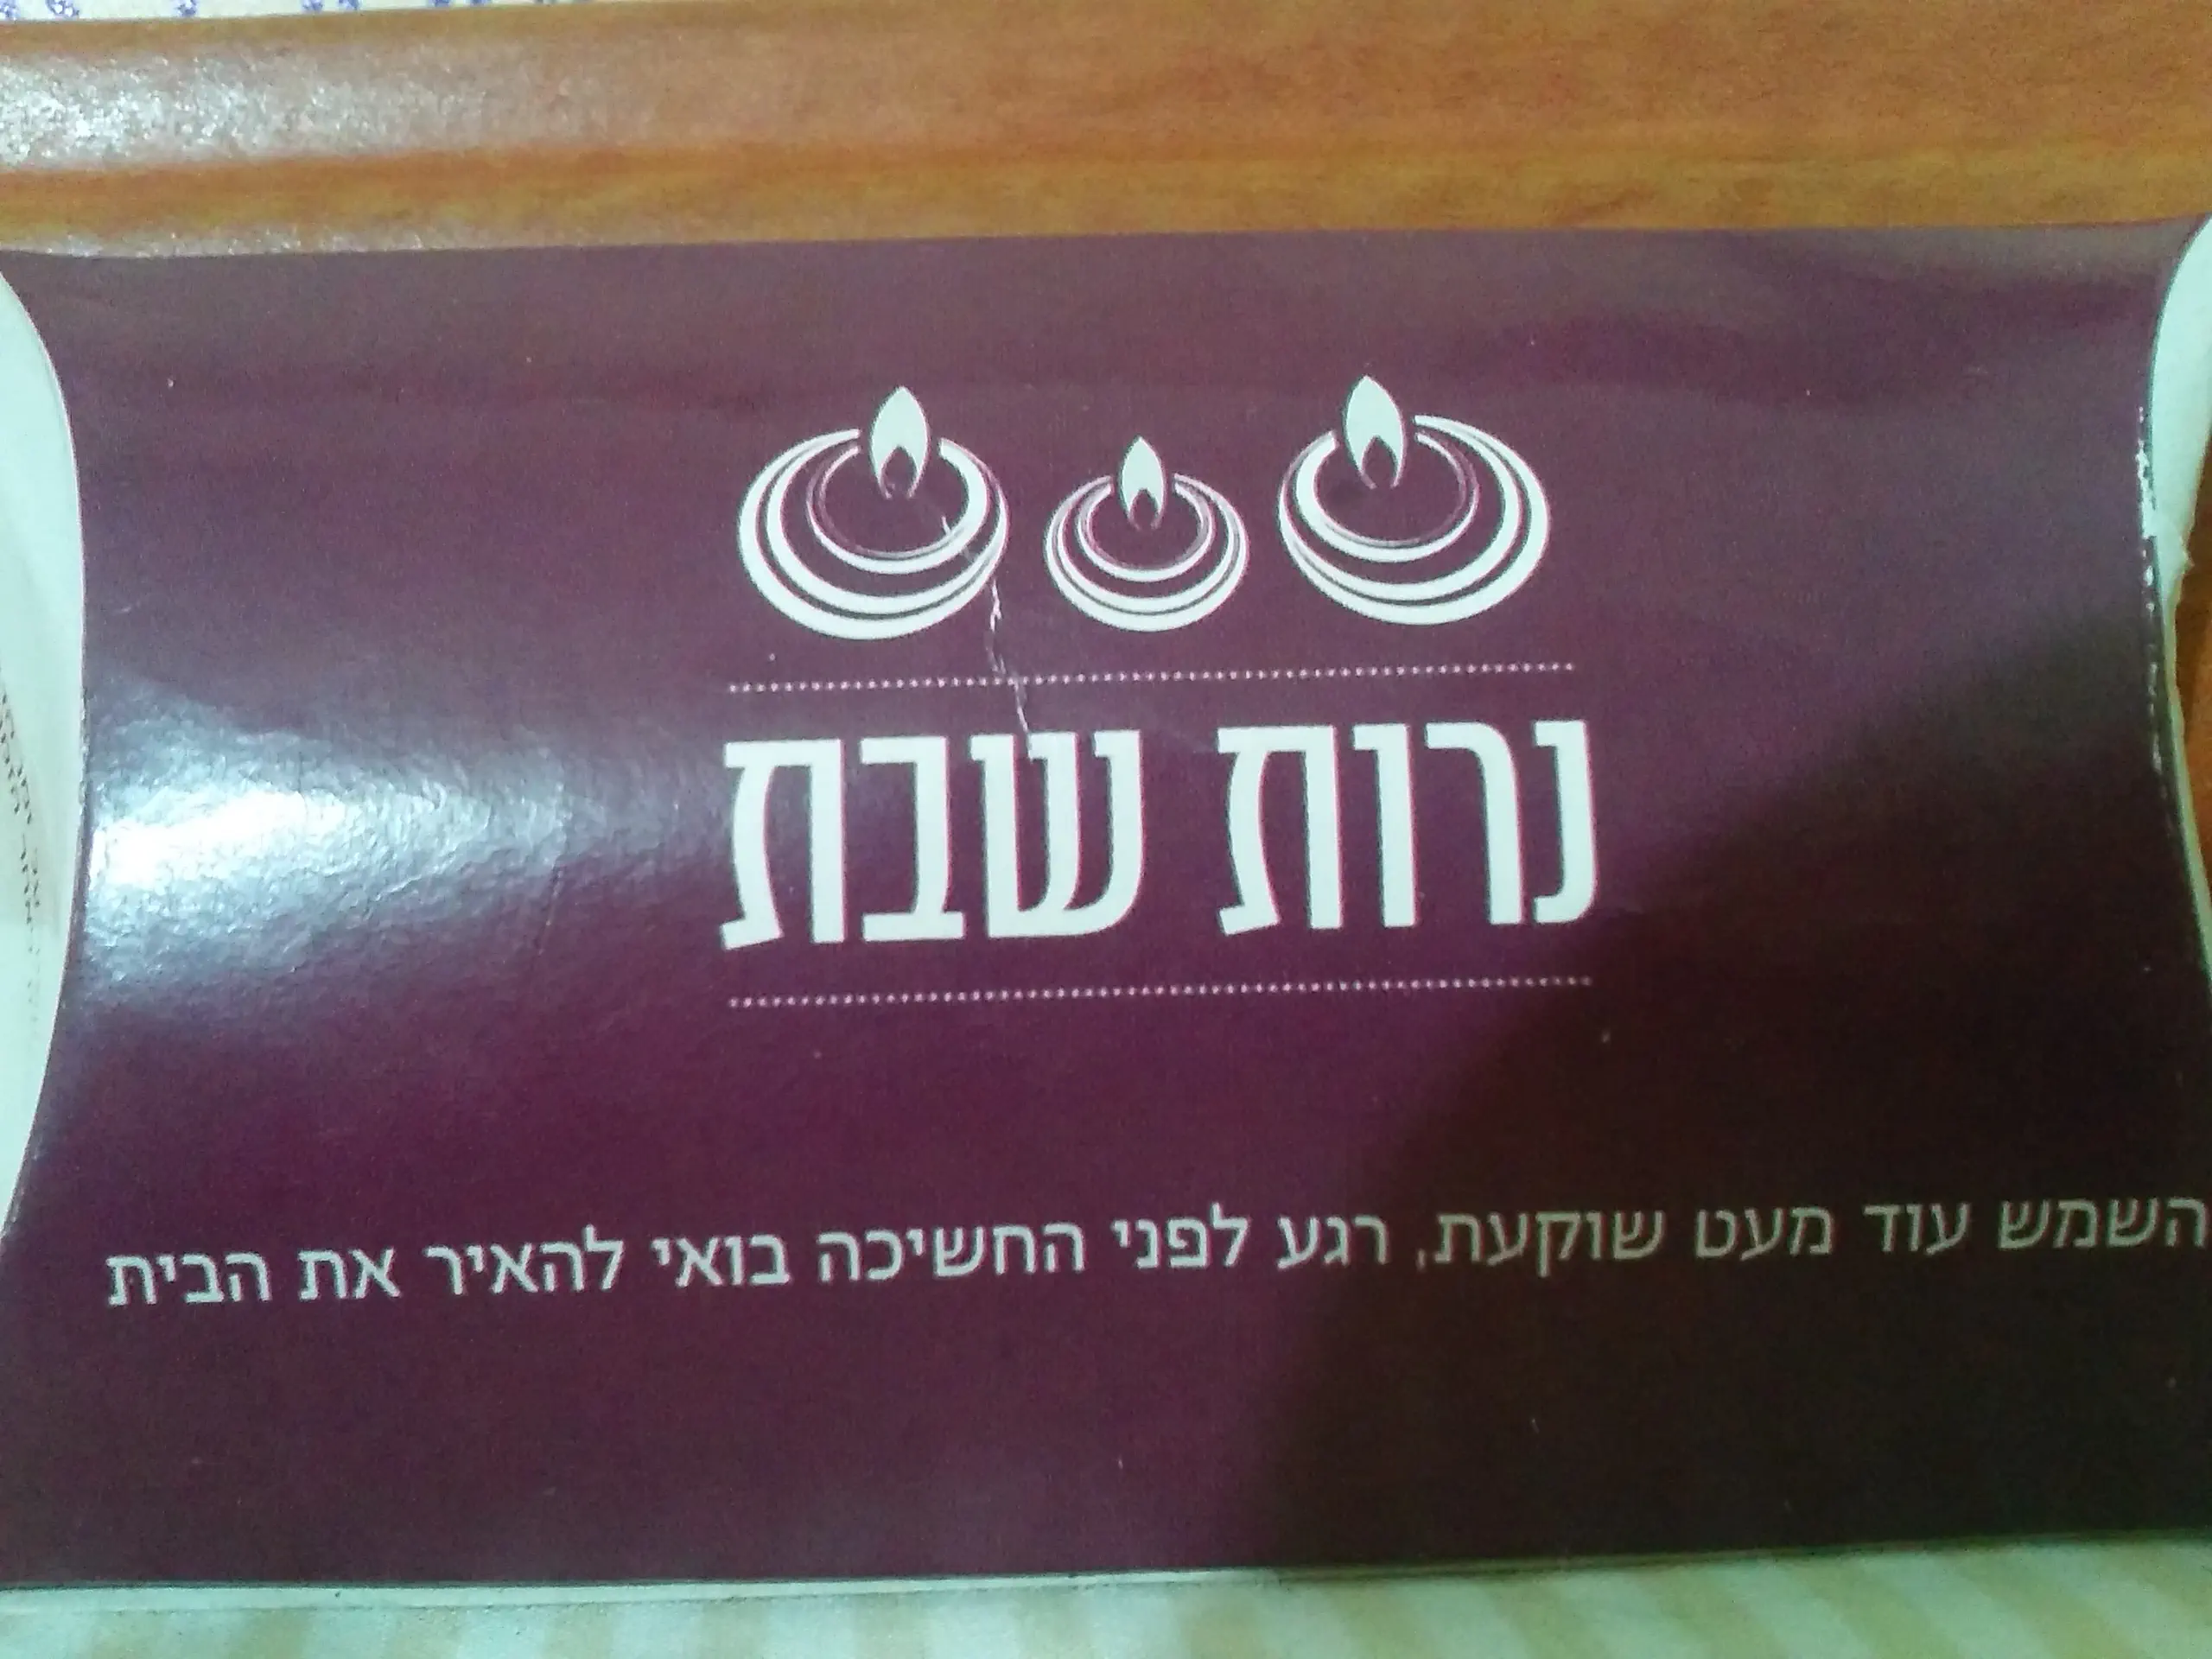 נרות שבת
השמש עוד מעט שוקעת, רגע לפני החשיכה בואי להאיר את הבית